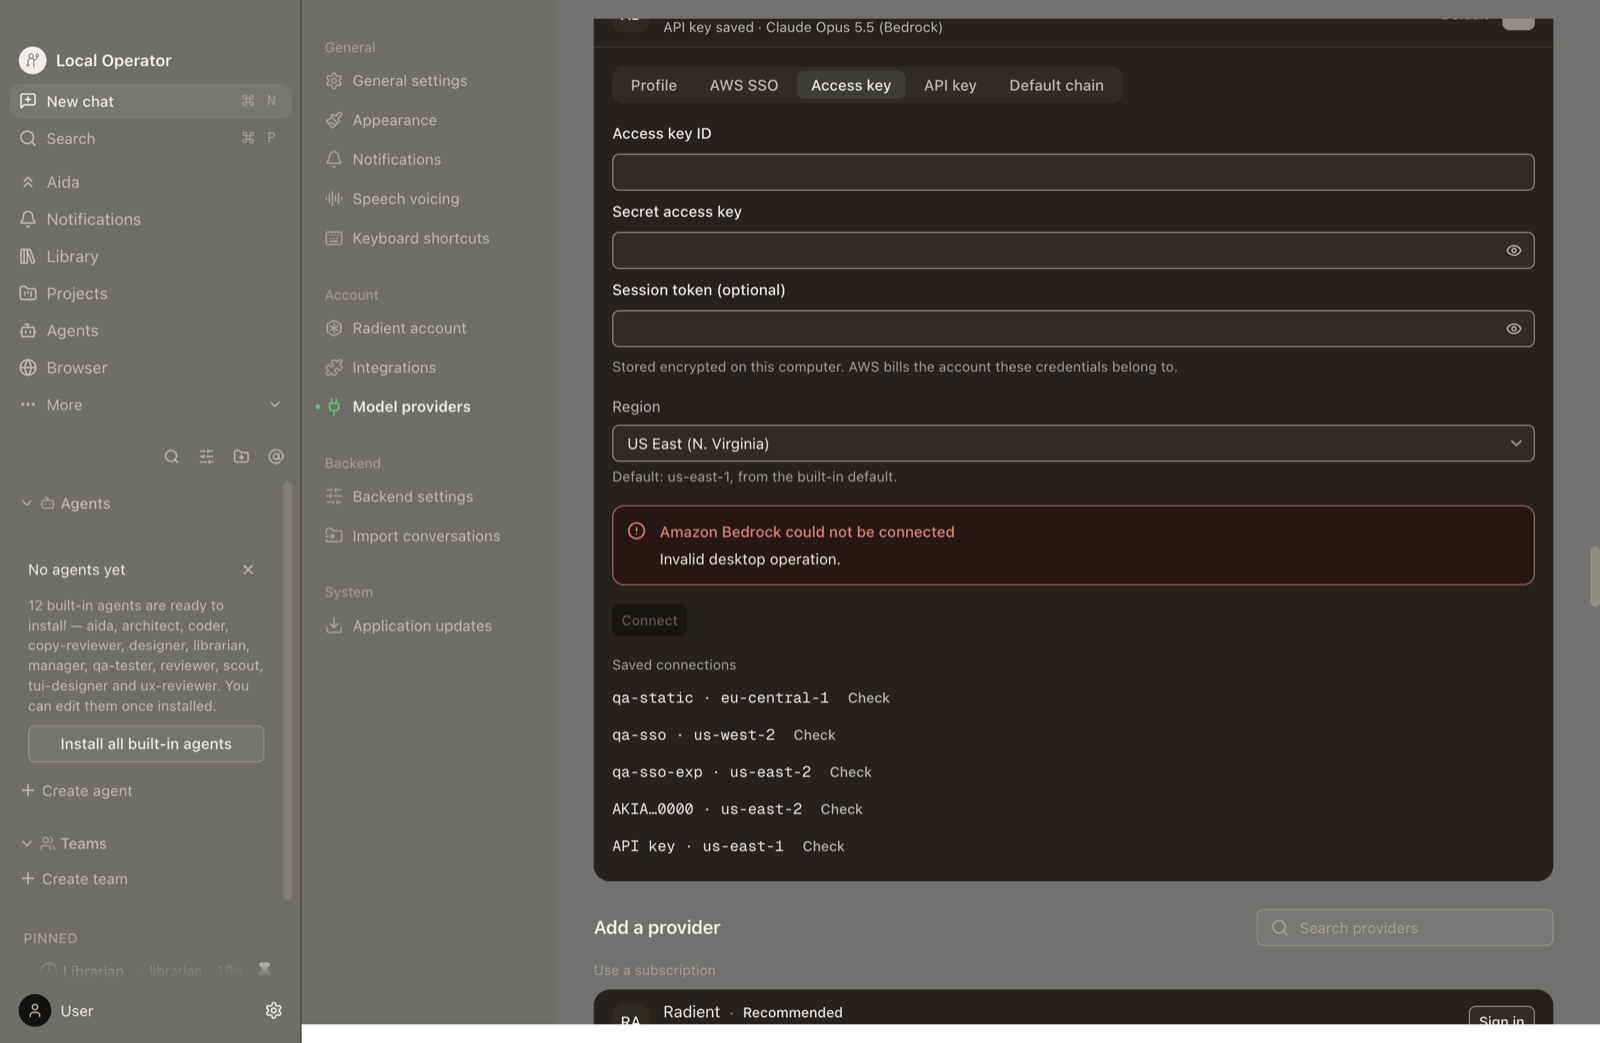 Local Operator
New chat ⌘ N
Search ⌘ P
Aida
Notifications
Library
Projects
Agents
Browser
More
Agents
No agents yet
12 built-in agents are ready to
install — aida, architect, coder,
copy-reviewer, designer, librarian,
manager, qa-tester, reviewer, scout,
tui-designer and ux-reviewer. You
can edit them once installed.
Install all built-in agents
Create agent
Teams
Create team
PINNED
Librarian · librarian 10m
User
General
General settings
Appearance
Notifications
Speech voicing
Keyboard shortcuts
Account
Radient account
Integrations
Model providers
Backend
Backend settings
Import conversations
System
Application updates
API key saved · Claude Opus 5.5 (Bedrock)
Profile AWS SSO Access key API key Default chain
Access key ID
Secret access key
Session token (optional)
Stored encrypted on this computer. AWS bills the account these credentials belong to.
Region
US East (N. Virginia)
Default: us-east-1, from the built-in default.
Amazon Bedrock could not be connected
Invalid desktop operation.
Connect
Saved connections
qa-static · eu-central-1 Check
qa-sso · us-west-2 Check
qa-sso-exp · us-east-2 Check
AKIA…0000 · us-east-2 Check
API key · us-east-1 Check
Add a provider
Search providers
Use a subscription
RA Radient · Recommended
Sign in